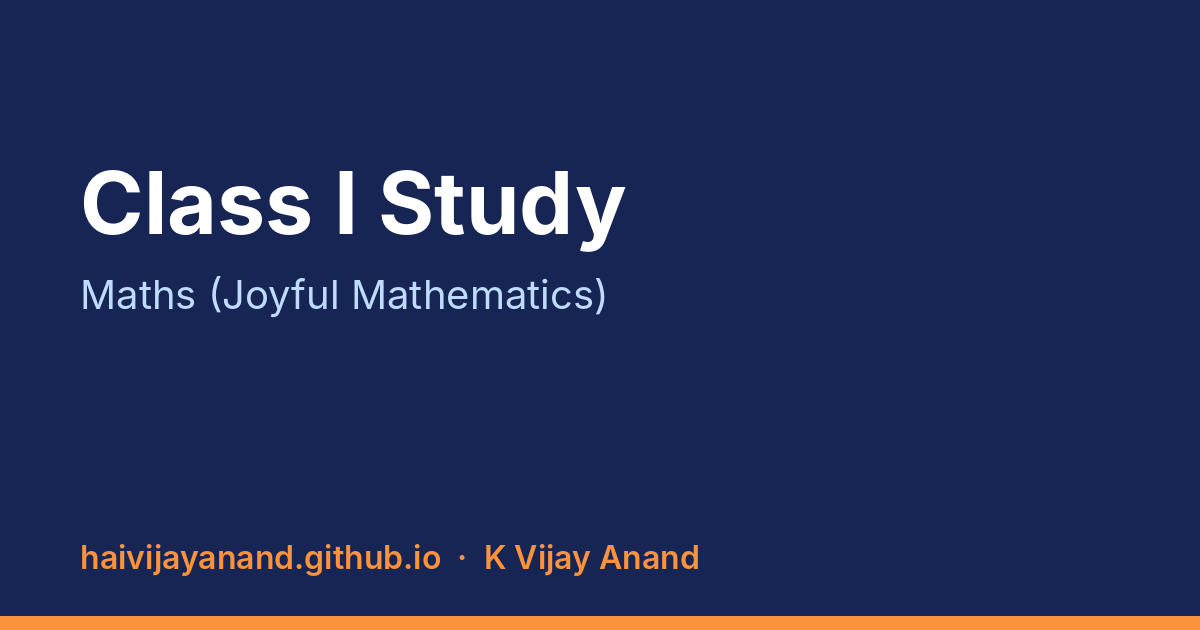 Class I Study
Maths (Joyful Mathematics)
haivijayanand.github.io · K Vijay Anand